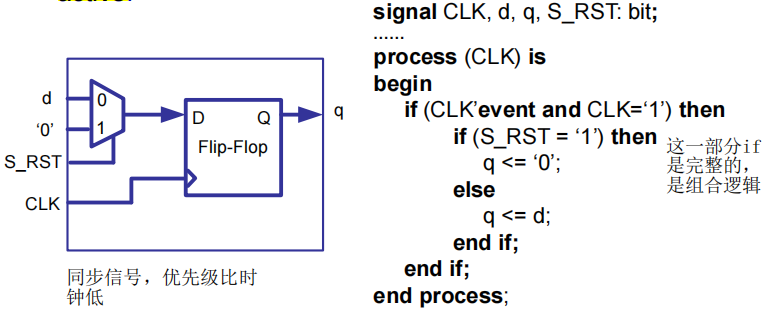 signal CLK, d, q, S_RST: bit;
......
process (CLK) is
begin
if (CLK’event and CLK=‘1’) then
if (S_RST = ‘1’) then
q <= ‘0’;
else
q <= d;
end if;
end if;
end process;
这一部分if
是完整的，
是组合逻辑
d
‘0’
S_RST
CLK
0
1
D
Q
Flip-Flop
q
同步信号，优先级比时
钟低